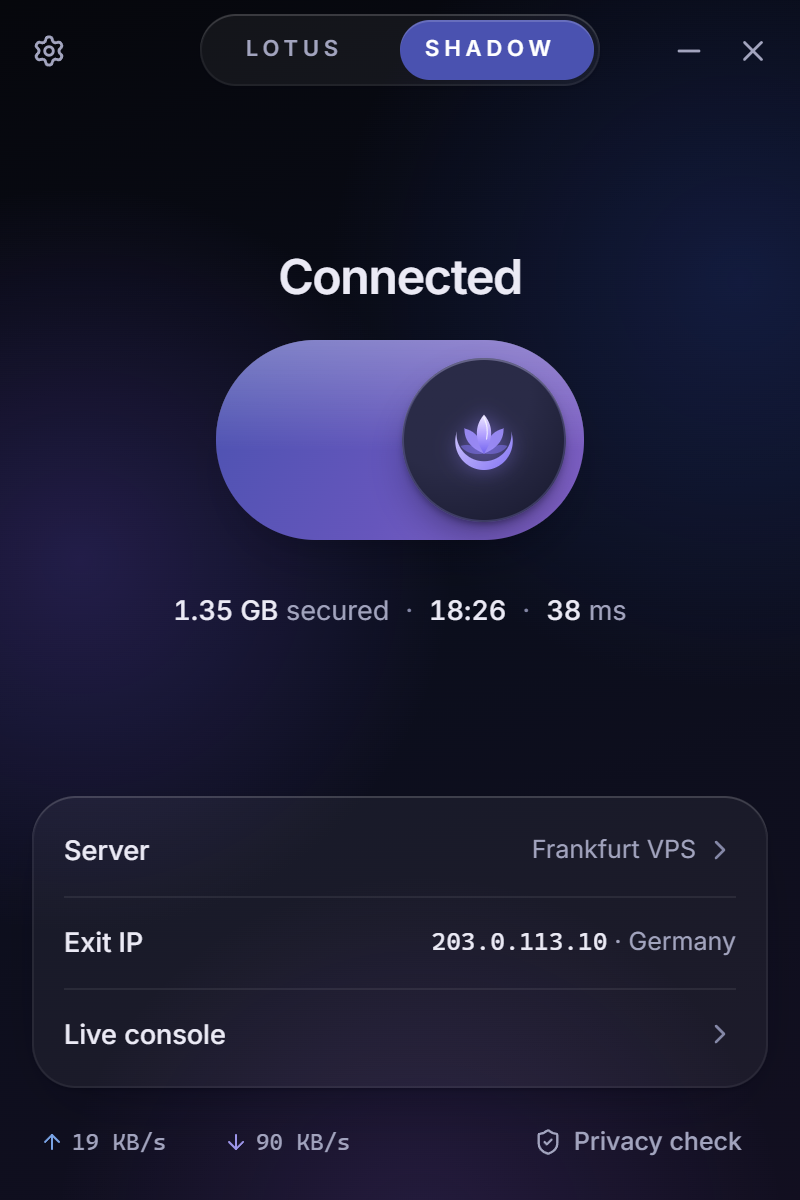 LOTUS SHADOW
Connected
1.35 GB secured · 18:26 · 38 ms
Server Frankfurt VPS
Exit IP 203.0.113.10 · Germany
Live console
19 KB/s 90 KB/s Privacy check